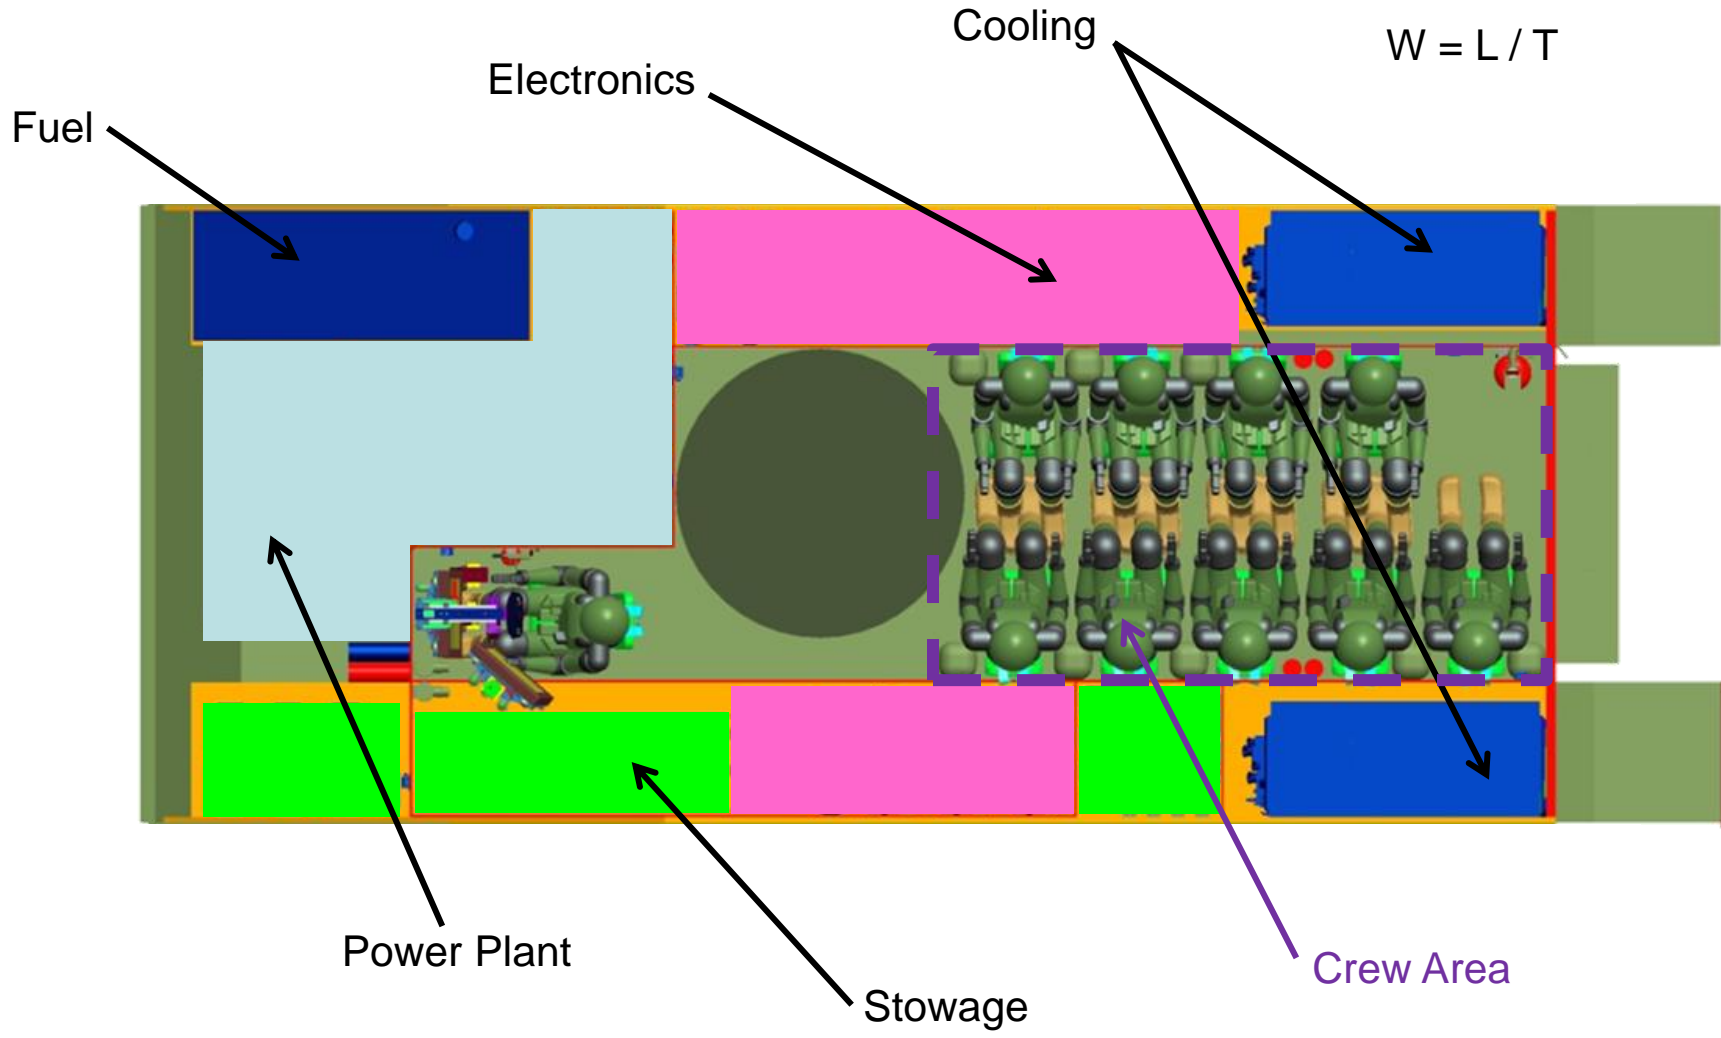 Cooling
W = L / T
Electronics
Fuel
Power Plant
Crew Area
Stowage